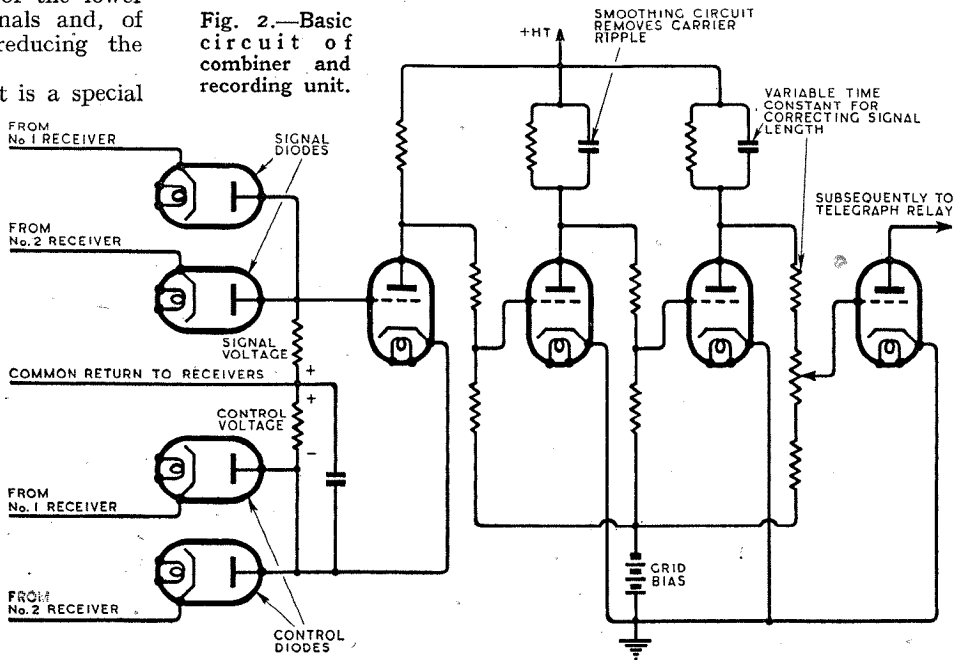 of the lower
nals and, of
reducing the
t is a special
Fig. 2.—Basic
circuit of
combiner and
recording unit.
+HT
SMOOTHING CIRCUIT
REMOVES CARRIER
RIPPLE
VARIABLE TIME
CONSTANT FOR
CORRECTING SIGNAL
LENGTH
FROM
No 1 RECEIVER
SIGNAL
DIODES
SUBSEQUENTLY TO
TELEGRAPH RELAY
FROM
No. 2 RECEIVER
SIGNAL
VOLTAGE
+
COMMON RETURN TO RECEIVERS
+
CONTROL
VOLTAGE
−
FROM
No. 1 RECEIVER
GRID
BIAS
FROM
No. 2 RECEIVER
CONTROL
DIODES